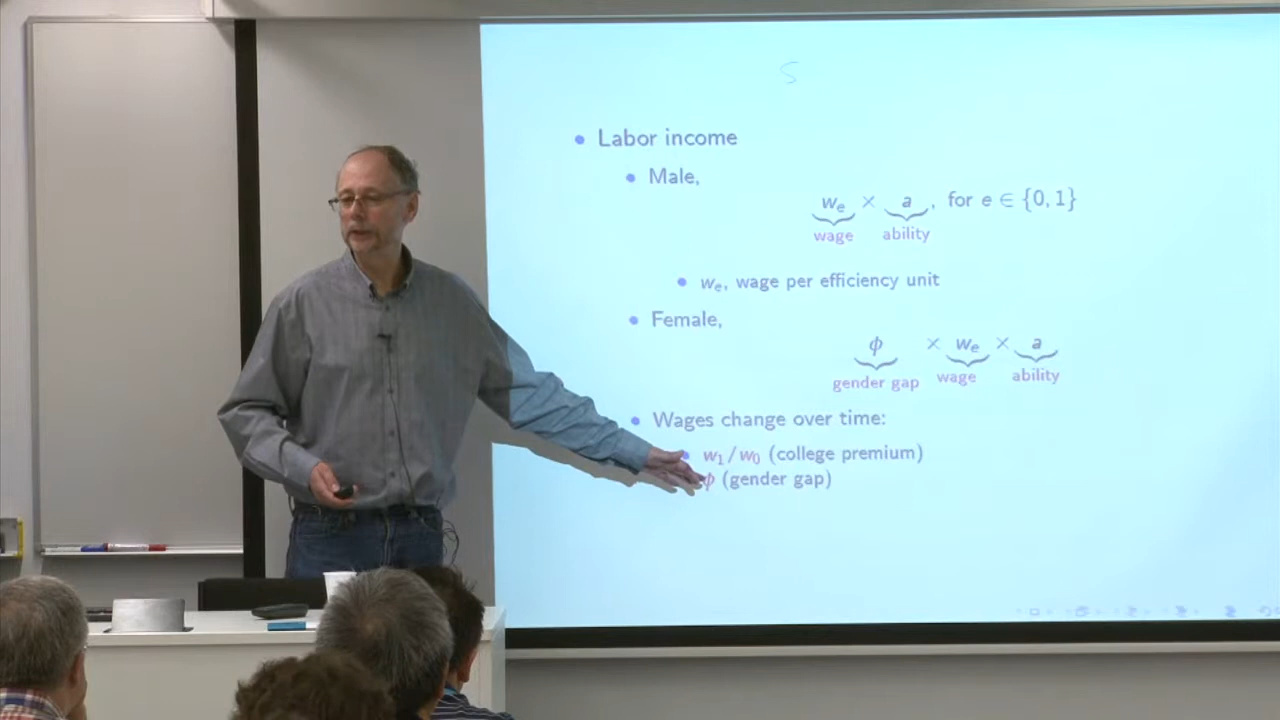 S
• Labor income
• Male,
w_e × a, for e ∈ {0, 1}
wage ability
• w_e, wage per efficiency unit
• Female,
ϕ × w_e × a
gender gap wage ability
• Wages change over time:
• w_1/w_0 (college premium)
ϕ (gender gap)